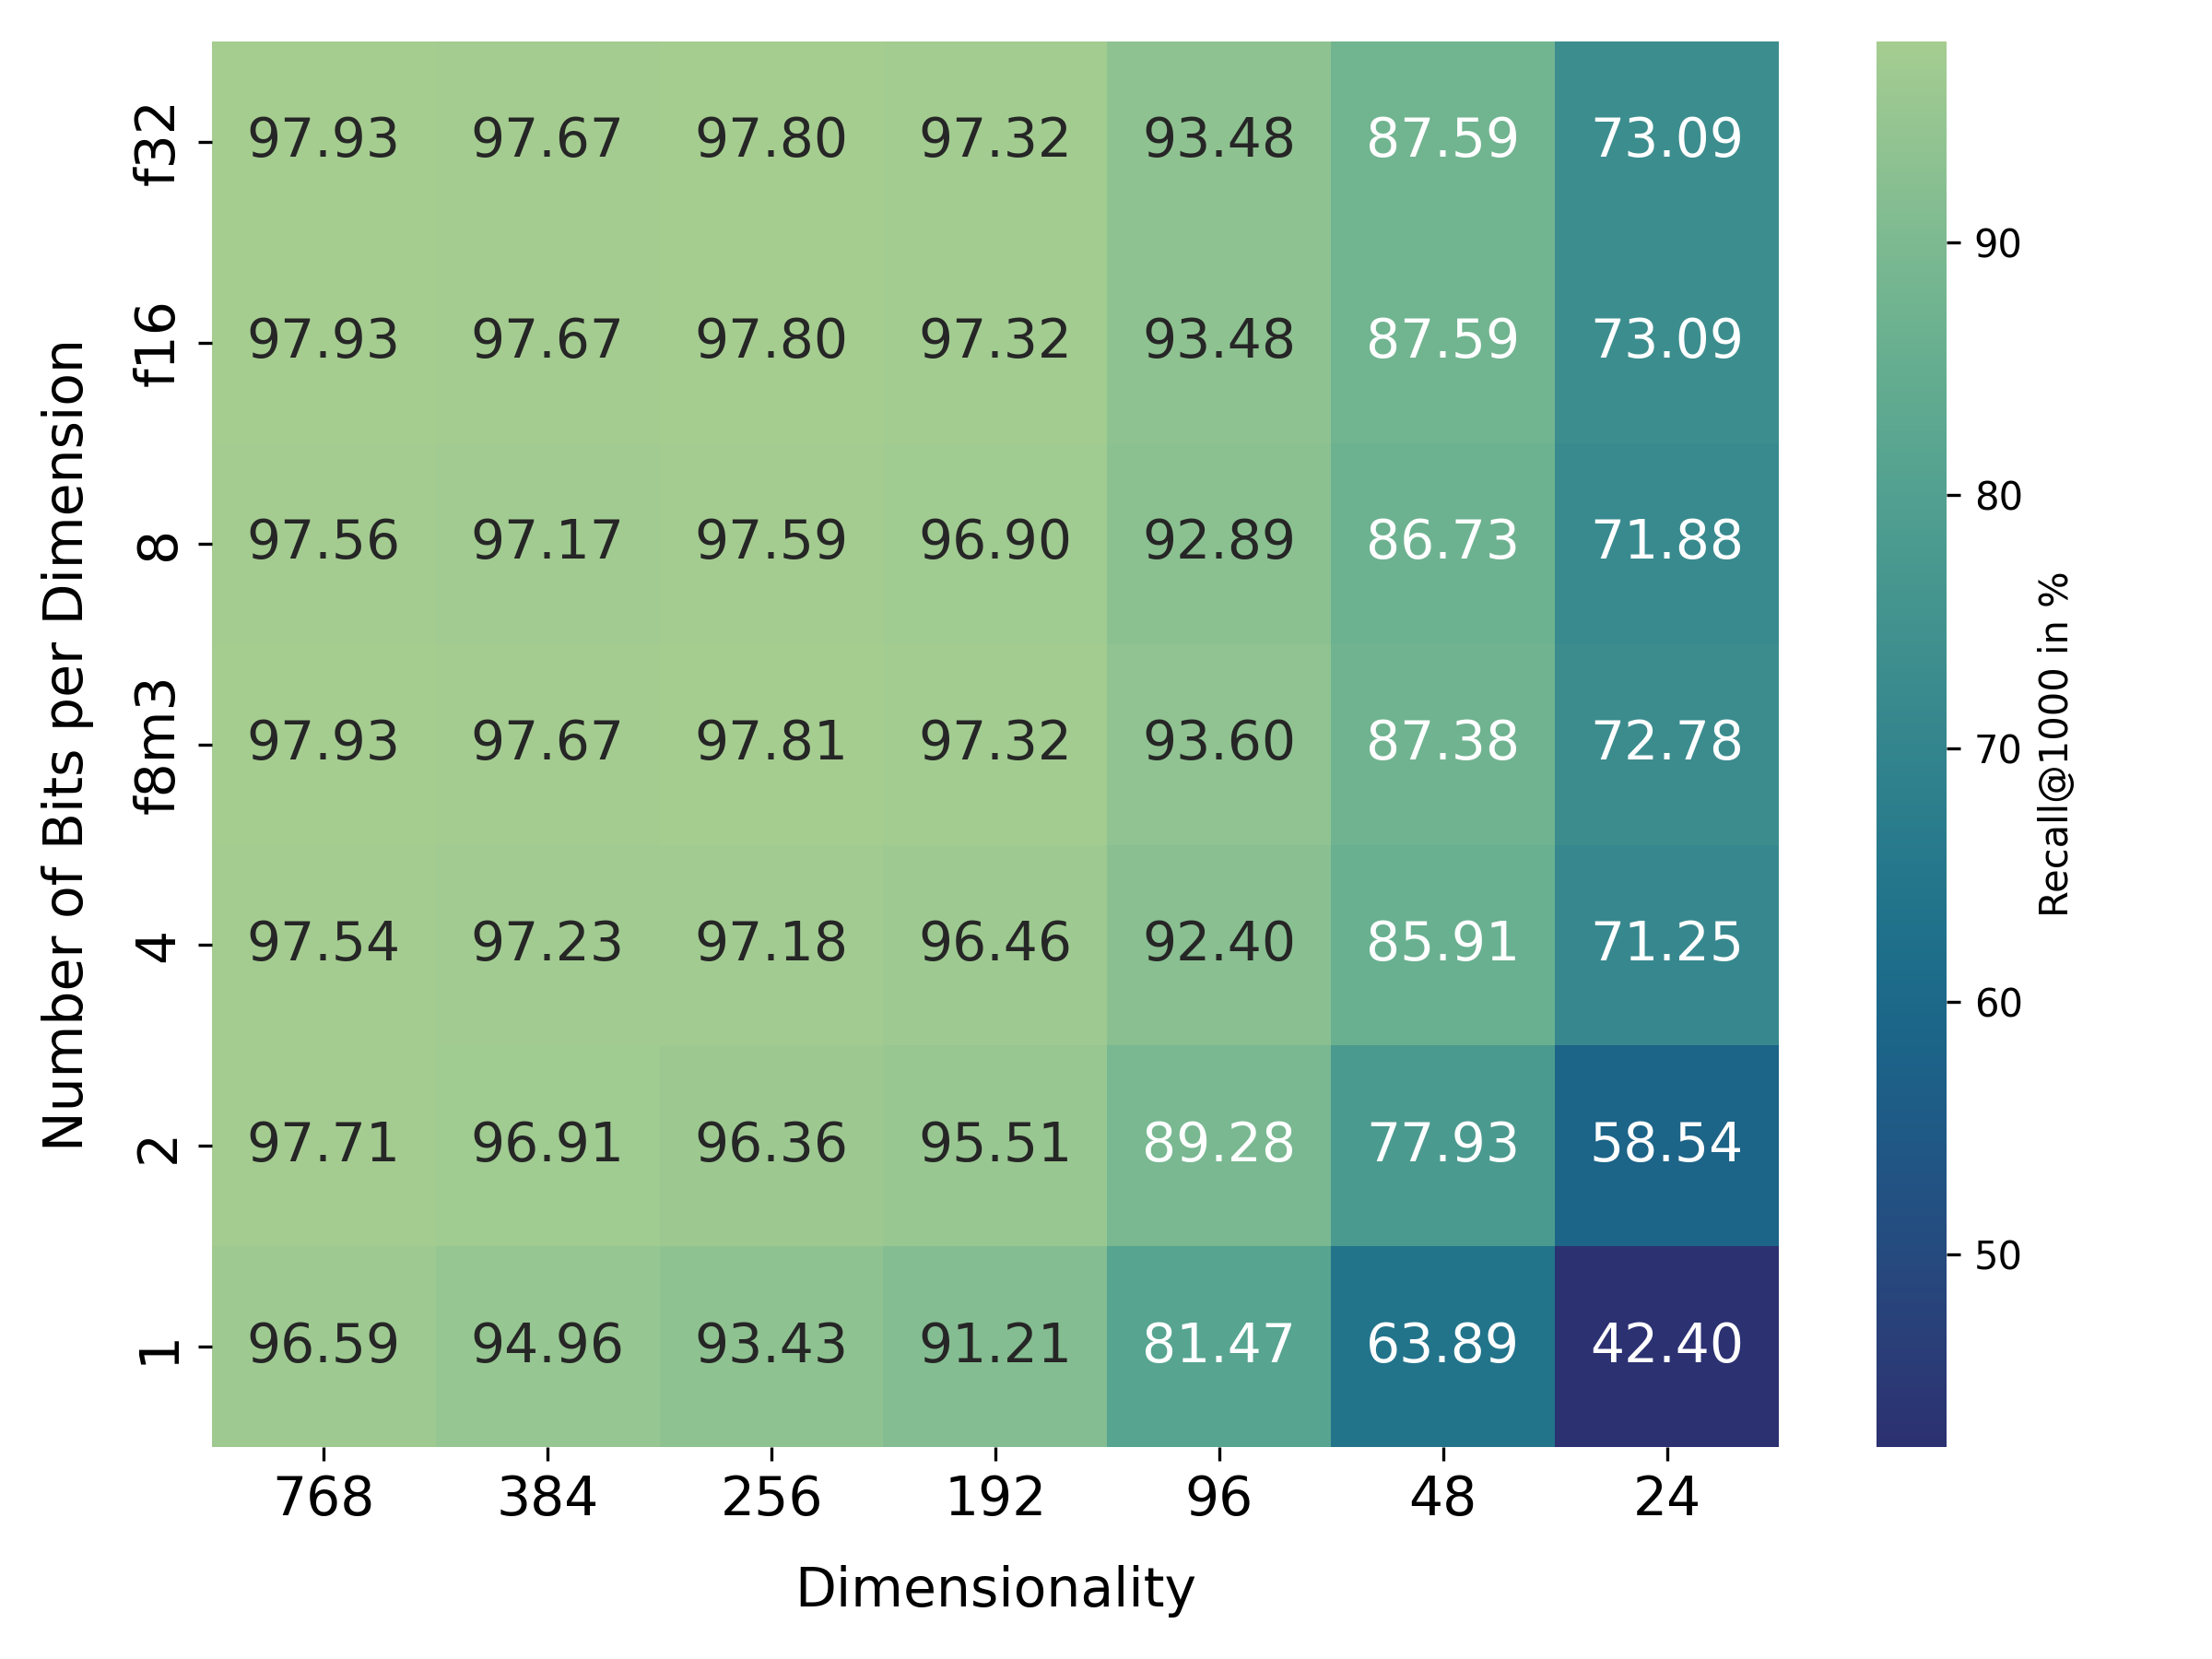 Number of Bits per Dimension
f32 97.93 97.67 97.80 97.32 93.48 87.59 73.09
f16 97.93 97.67 97.80 97.32 93.48 87.59 73.09
8 97.56 97.17 97.59 96.90 92.89 86.73 71.88
f8m3 97.93 97.67 97.81 97.32 93.60 87.38 72.78
4 97.54 97.23 97.18 96.46 92.40 85.91 71.25
2 97.71 96.91 96.36 95.51 89.28 77.93 58.54
1 96.59 94.96 93.43 91.21 81.47 63.89 42.40
768 384 256 192 96 48 24
Dimensionality
90
80
70
60
50
Recall@1000 in %